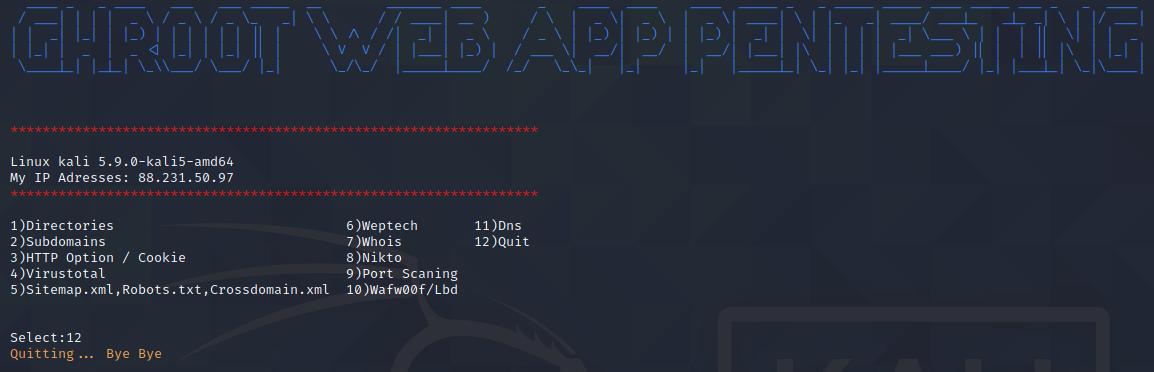 GHROOT WEB APP PENTESTING
******************************************************************
Linux kali 5.9.0-kali5-amd64
My IP Adresses: 88.231.50.97
******************************************************************
1)Directories 6)Weptech 11)Dns
2)Subdomains 7)Whois 12)Quit
3)HTTP Option / Cookie 8)Nikto
4)Virustotal 9)Port Scaning
5)Sitemap.xml,Robots.txt,Crossdomain.xml 10)Wafw00f/Lbd
Select:12
Quitting... Bye Bye